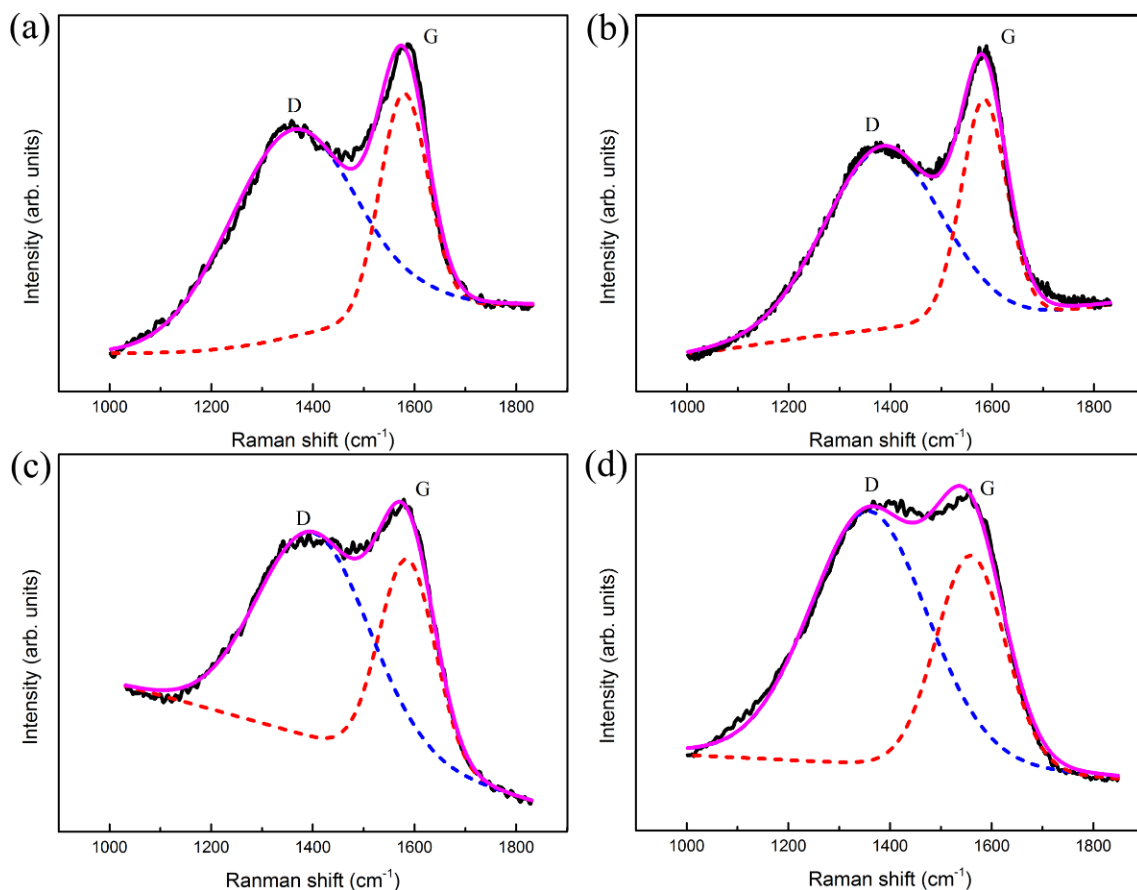 (a)
D
G
Intensity (arb. units)
1000 1200 1400 1600 1800
Raman shift (cm⁻¹)
(b)
D
G
Intensity (arb. units)
1000 1200 1400 1600 1800
Raman shift (cm⁻¹)
(c)
D
G
Intensity (arb. units)
1000 1200 1400 1600 1800
Ranman shift (cm⁻¹)
(d)
D
G
Intensity (arb. units)
1000 1200 1400 1600 1800
Raman shift (cm⁻¹)